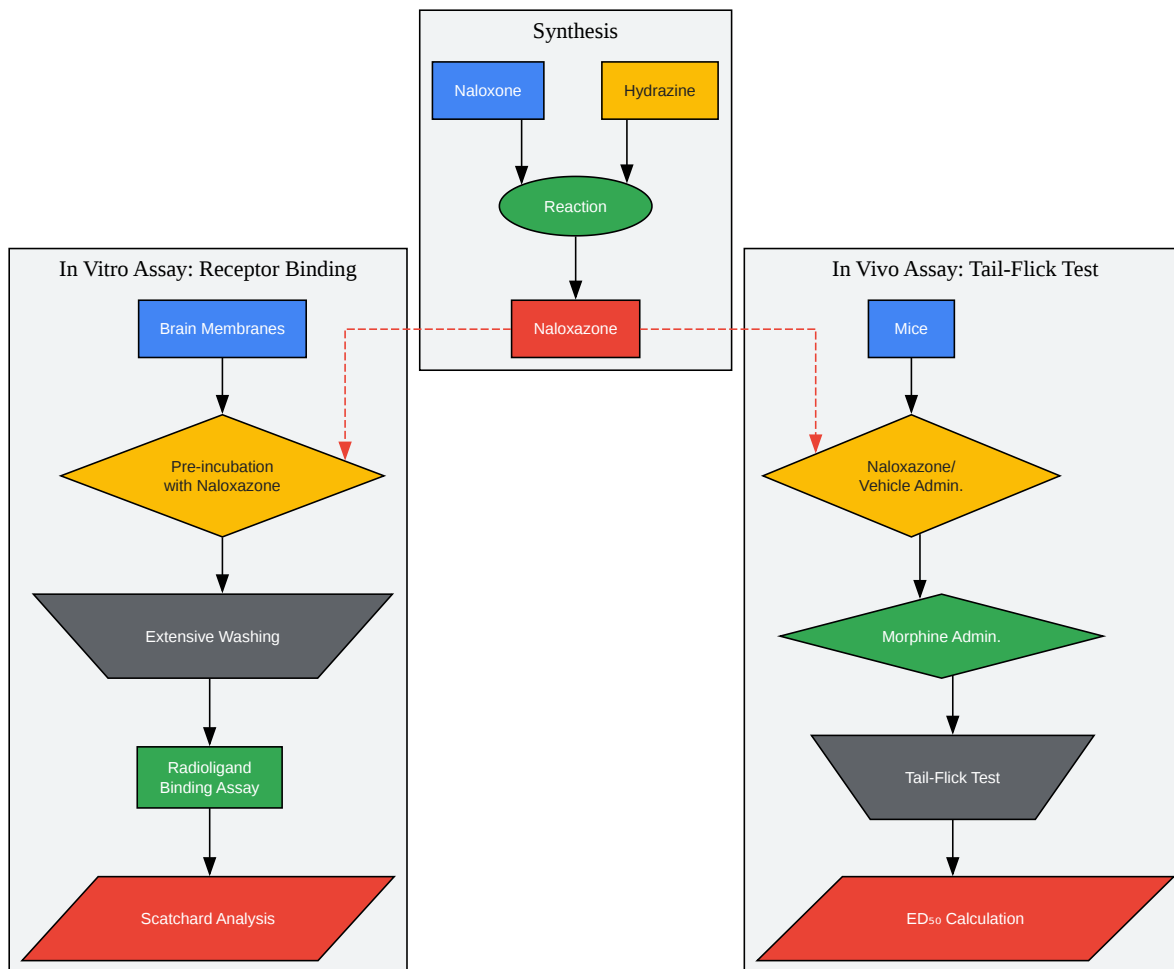 Synthesis
Naloxone
Hydrazine
Reaction
Naloxazone
In Vitro Assay: Receptor Binding
Brain Membranes
Pre-incubation
with Naloxazone
Extensive Washing
Radioligand
Binding Assay
Scatchard Analysis
In Vivo Assay: Tail-Flick Test
Mice
Naloxazone/
Vehicle Admin.
Morphine Admin.
Tail-Flick Test
ED₅₀ Calculation